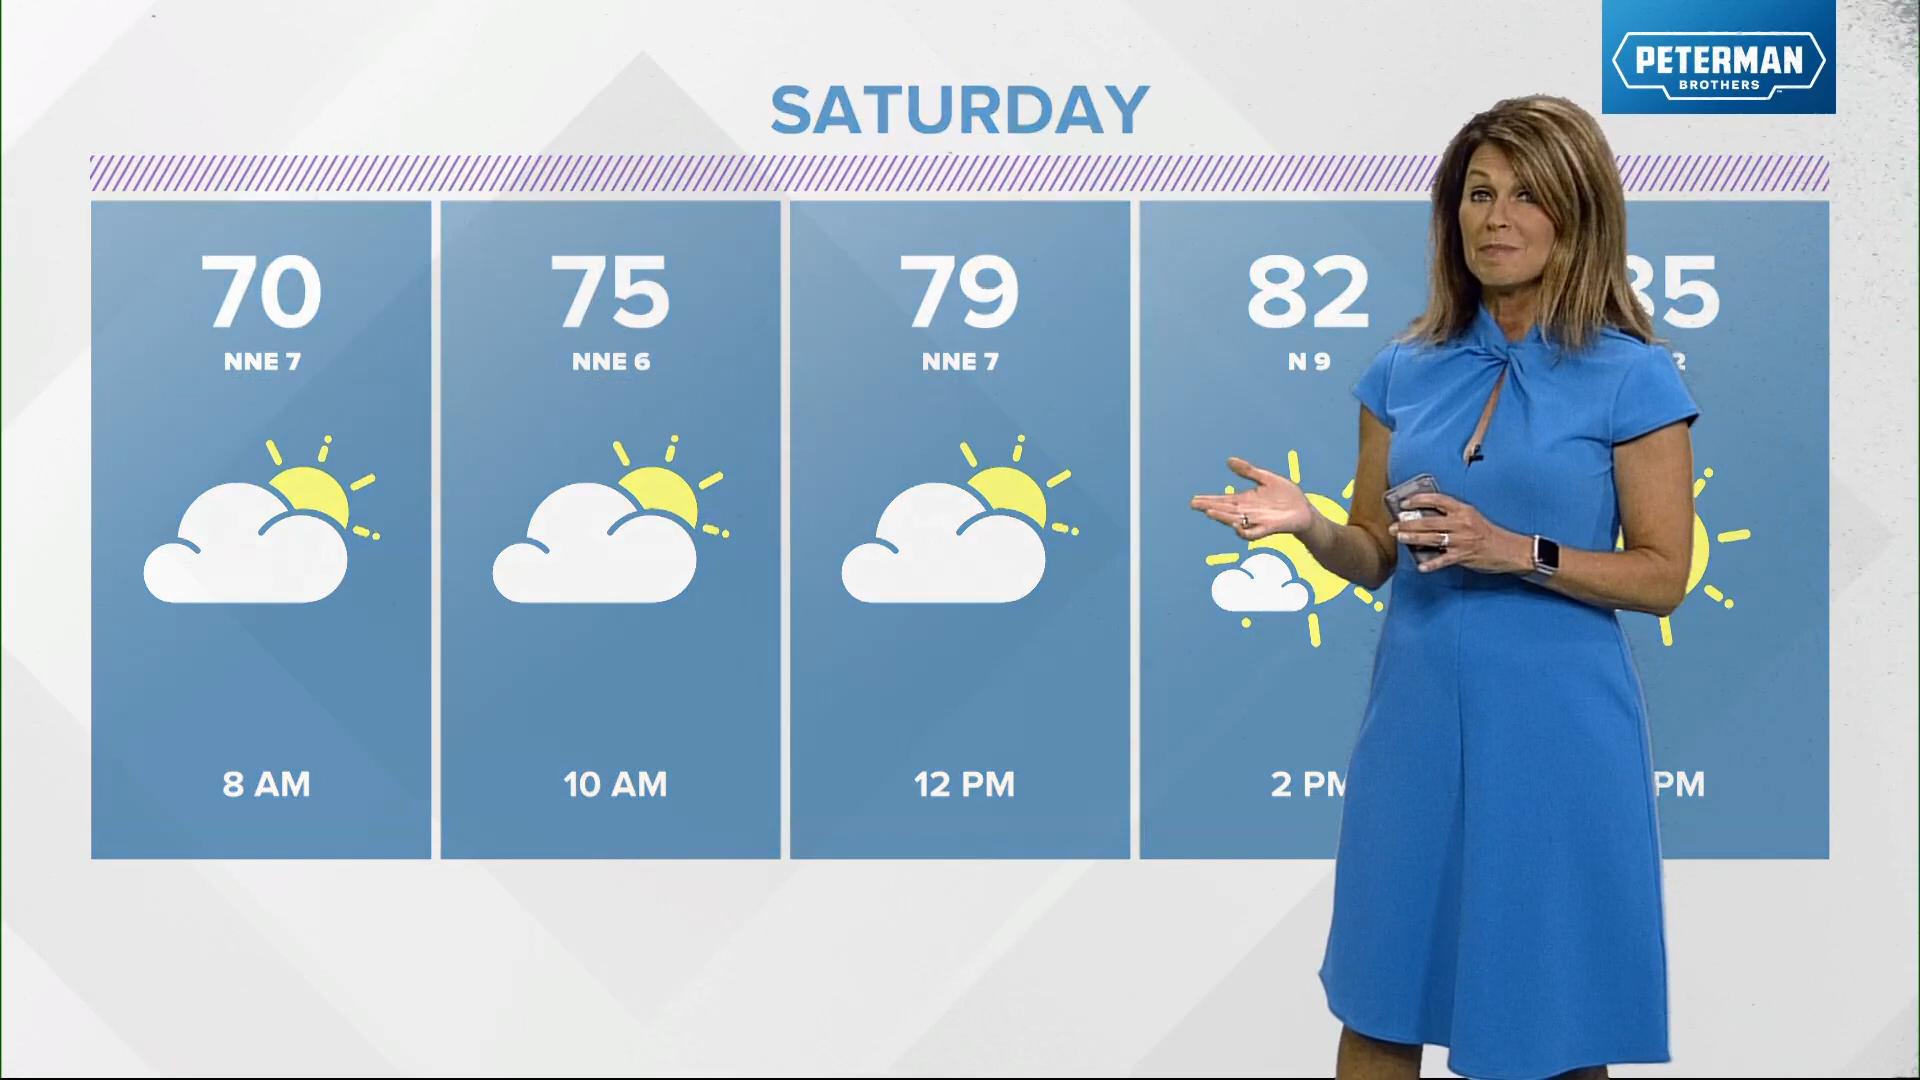 PETERMAN
BROTHERS
SATURDAY
70
75
79
82
85
NNE 7
NNE 6
NNE 7
N 9
8 AM
10 AM
12 PM
2 PM
PM